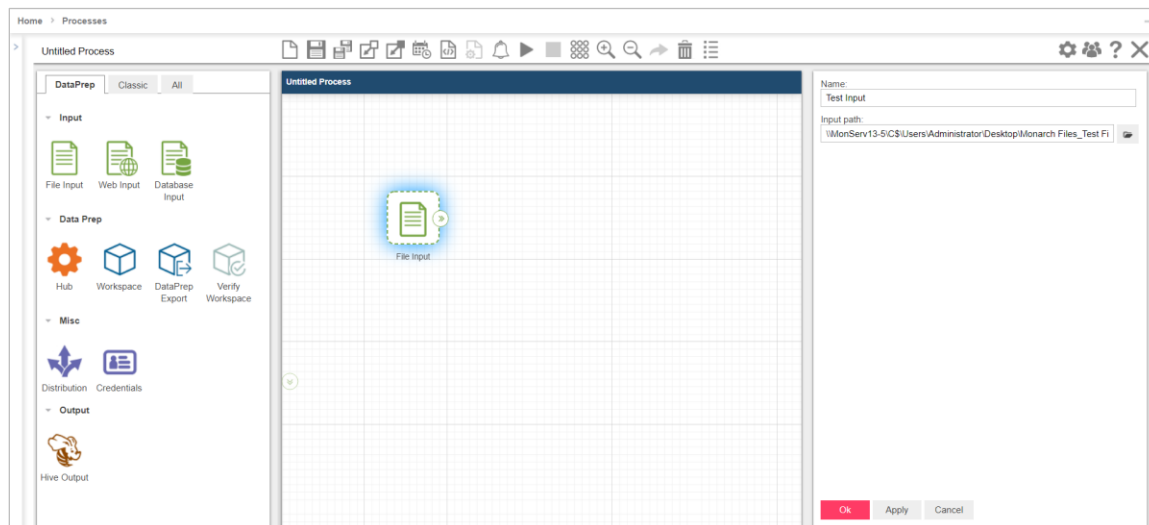 Home > Processes
Untitled Process
DataPrep Classic All
Input
File Input Web Input Database Input
Data Prep
Hub Workspace DataPrep Export Verify Workspace
Misc
Distribution Credentials
Output
Hive Output
Untitled Process
File Input
Name:
Test Input
Input path:
\\MonServ13-5\C$\Users\Administrator\Desktop\Monarch Files_Test Fi
Ok Apply Cancel